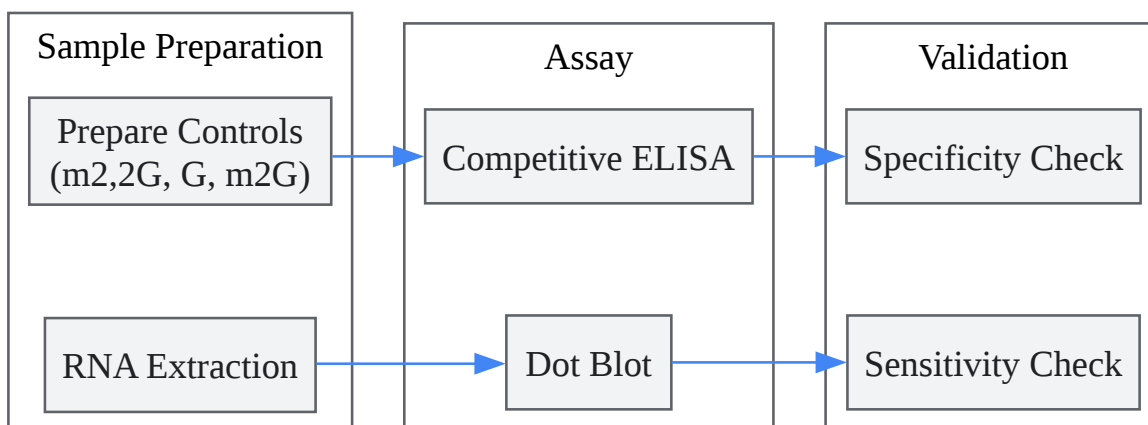 Sample Preparation
Assay
Validation
Prepare Controls
(m2,2G, G, m2G)
Competitive ELISA
Specificity Check
RNA Extraction
Dot Blot
Sensitivity Check